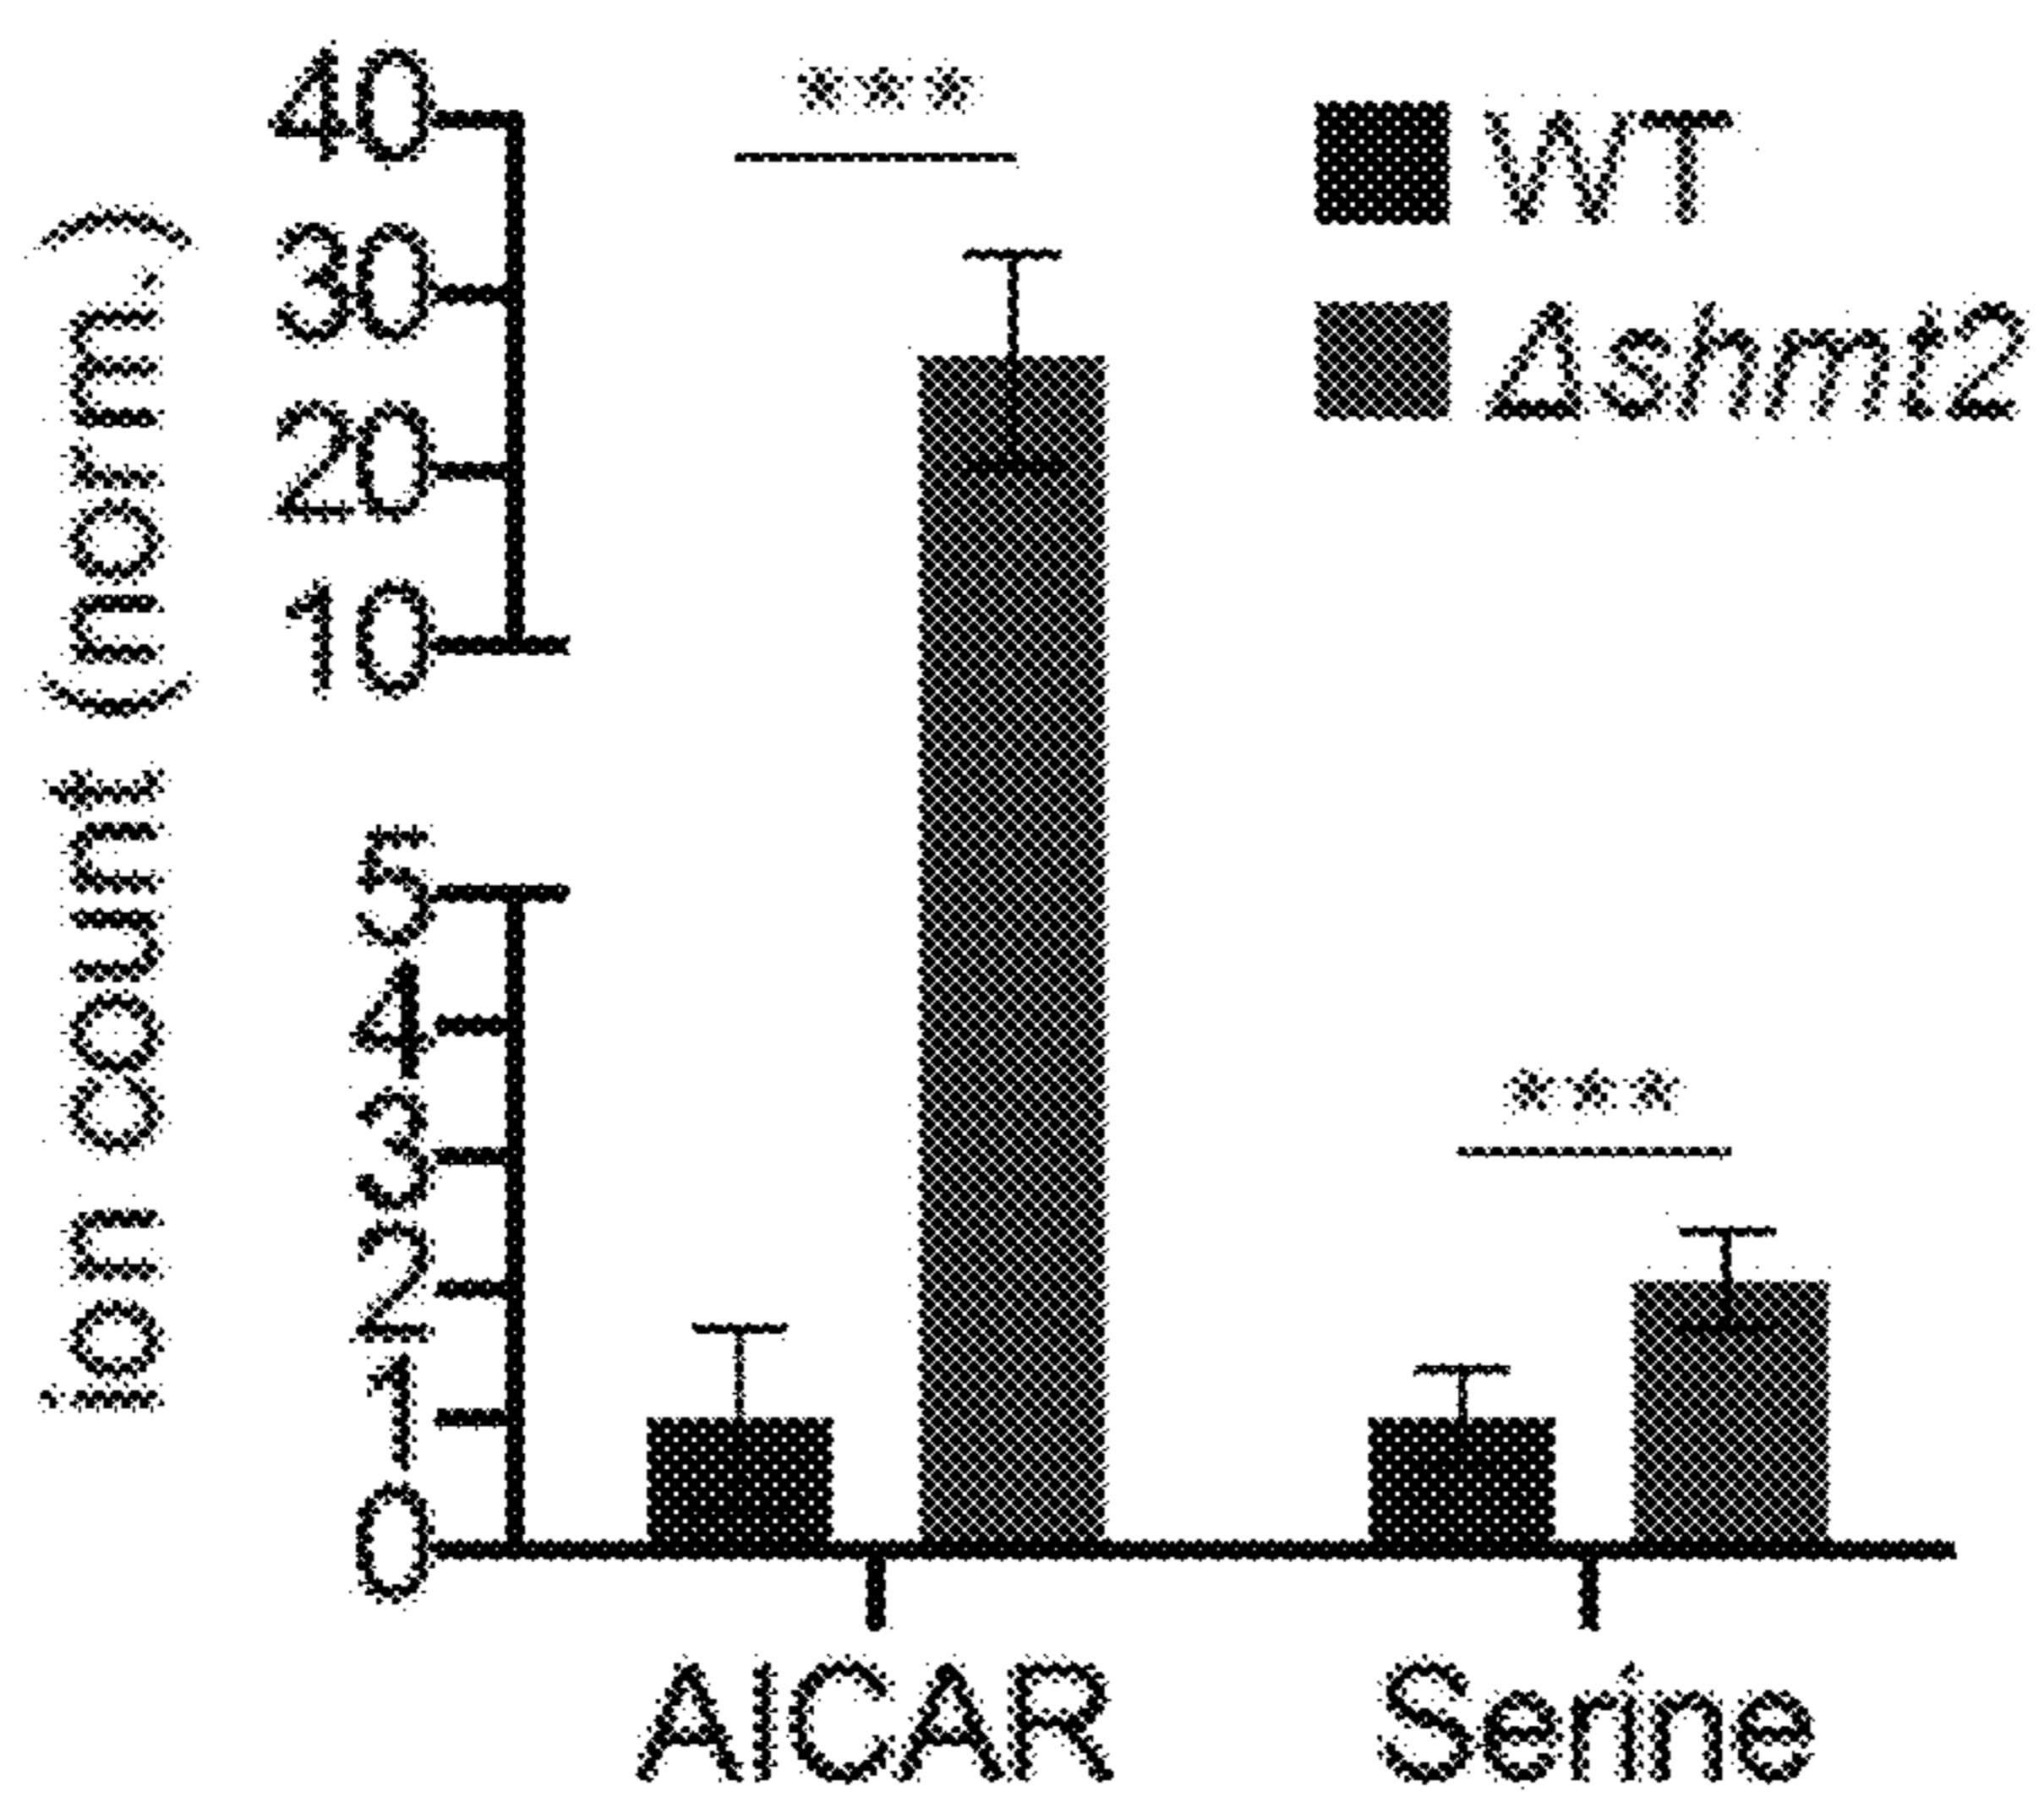 ion count (norm.)
40
30
20
10
5
4
3
2
1
0
***
***
WT
Δshmt2
AICAR
Serine